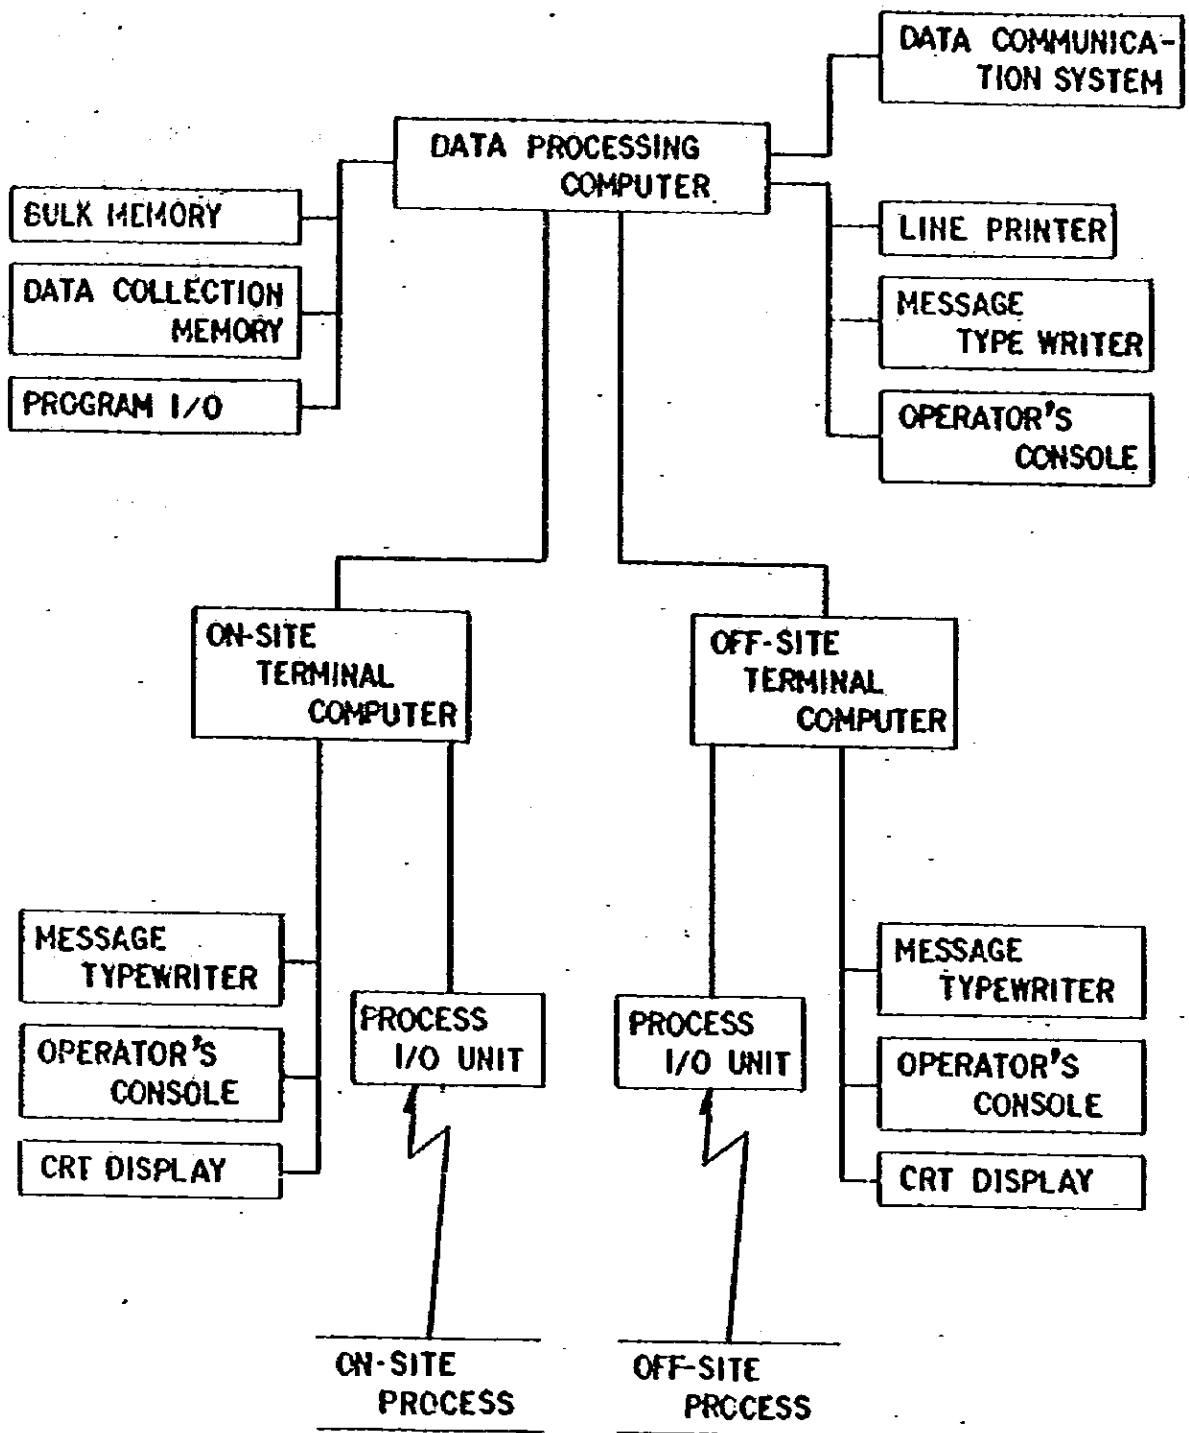 DATA COMMUNICA-
TION SYSTEM
DATA PROCESSING
COMPUTER
BULK MEMORY
DATA COLLECTION
MEMORY
PROGRAM I/O
LINE PRINTER
MESSAGE
TYPE WRITER
OPERATOR'S
CONSOLE
ON-SITE
TERMINAL
COMPUTER
OFF-SITE
TERMINAL
COMPUTER
MESSAGE
TYPEWRITER
OPERATOR'S
CONSOLE
CRT DISPLAY
PROCESS
I/O UNIT
PROCESS
I/O UNIT
MESSAGE
TYPEWRITER
OPERATOR'S
CONSOLE
CRT DISPLAY
ON-SITE
PROCESS
OFF-SITE
PROCESS